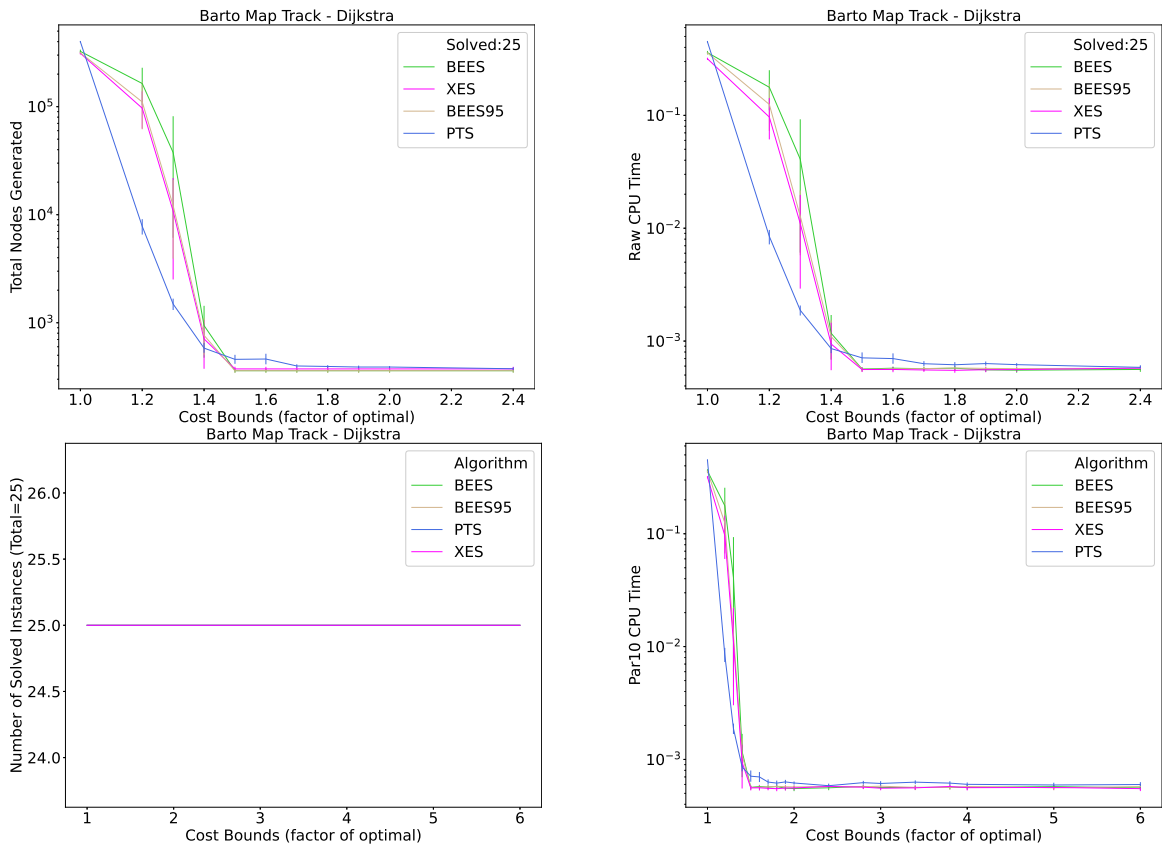 Barto Map Track - Dijkstra
Total Nodes Generated
10^5
10^4
10^3
Solved:25
BEES
XES
BEES95
PTS
1.0 1.2 1.4 1.6 1.8 2.0 2.2 2.4
Cost Bounds (factor of optimal)
Barto Map Track - Dijkstra
Raw CPU Time
10^−1
10^−2
10^−3
Solved:25
BEES
BEES95
XES
PTS
1.0 1.2 1.4 1.6 1.8 2.0 2.2 2.4
Cost Bounds (factor of optimal)
Barto Map Track - Dijkstra
Number of Solved Instances (Total=25)
26.0
25.5
25.0
24.5
24.0
Algorithm
BEES
BEES95
PTS
XES
1 2 3 4 5 6
Cost Bounds (factor of optimal)
Barto Map Track - Dijkstra
Par10 CPU Time
10^−1
10^−2
10^−3
Algorithm
BEES
BEES95
XES
PTS
1 2 3 4 5 6
Cost Bounds (factor of optimal)